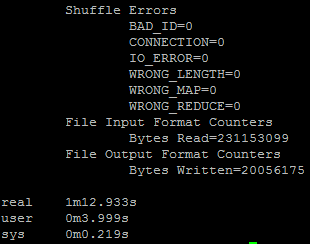 Shuffle Errors
BAD_ID=0
CONNECTION=0
IO_ERROR=0
WRONG_LENGTH=0
WRONG_MAP=0
WRONG_REDUCE=0
File Input Format Counters
Bytes Read=231153099
File Output Format Counters
Bytes Written=20056175
real 1m12.933s
user 0m3.999s
sys 0m0.219s